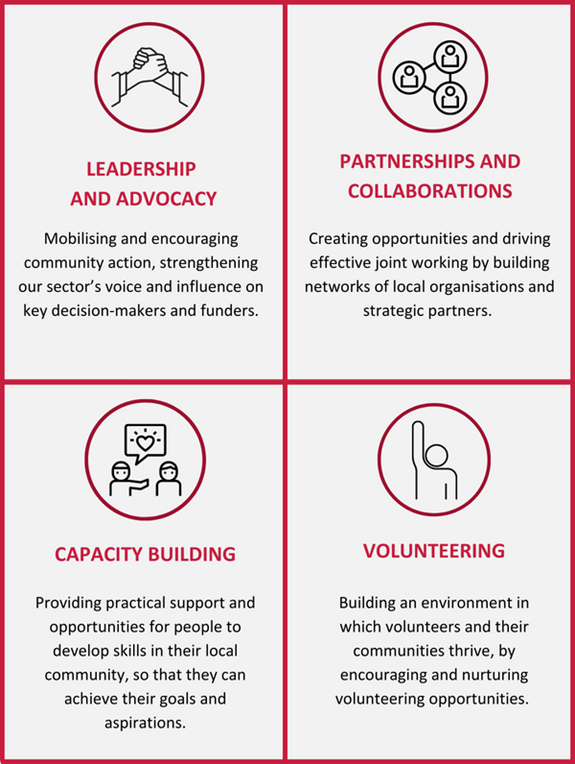 LEADERSHIP
AND ADVOCACY
Mobilising and encouraging
community action, strengthening
our sector's voice and influence on
key decision-makers and funders.
PARTNERSHIPS AND
COLLABORATIONS
Creating opportunities and driving
effective joint working by building
networks of local organisations and
strategic partners.
CAPACITY BUILDING
Providing practical support and
opportunities for people to
develop skills in their local
community, so that they can
achieve their goals and
aspirations.
VOLUNTEERING
Building an environment in
which volunteers and their
communities thrive, by
encouraging and nurturing
volunteering opportunities.